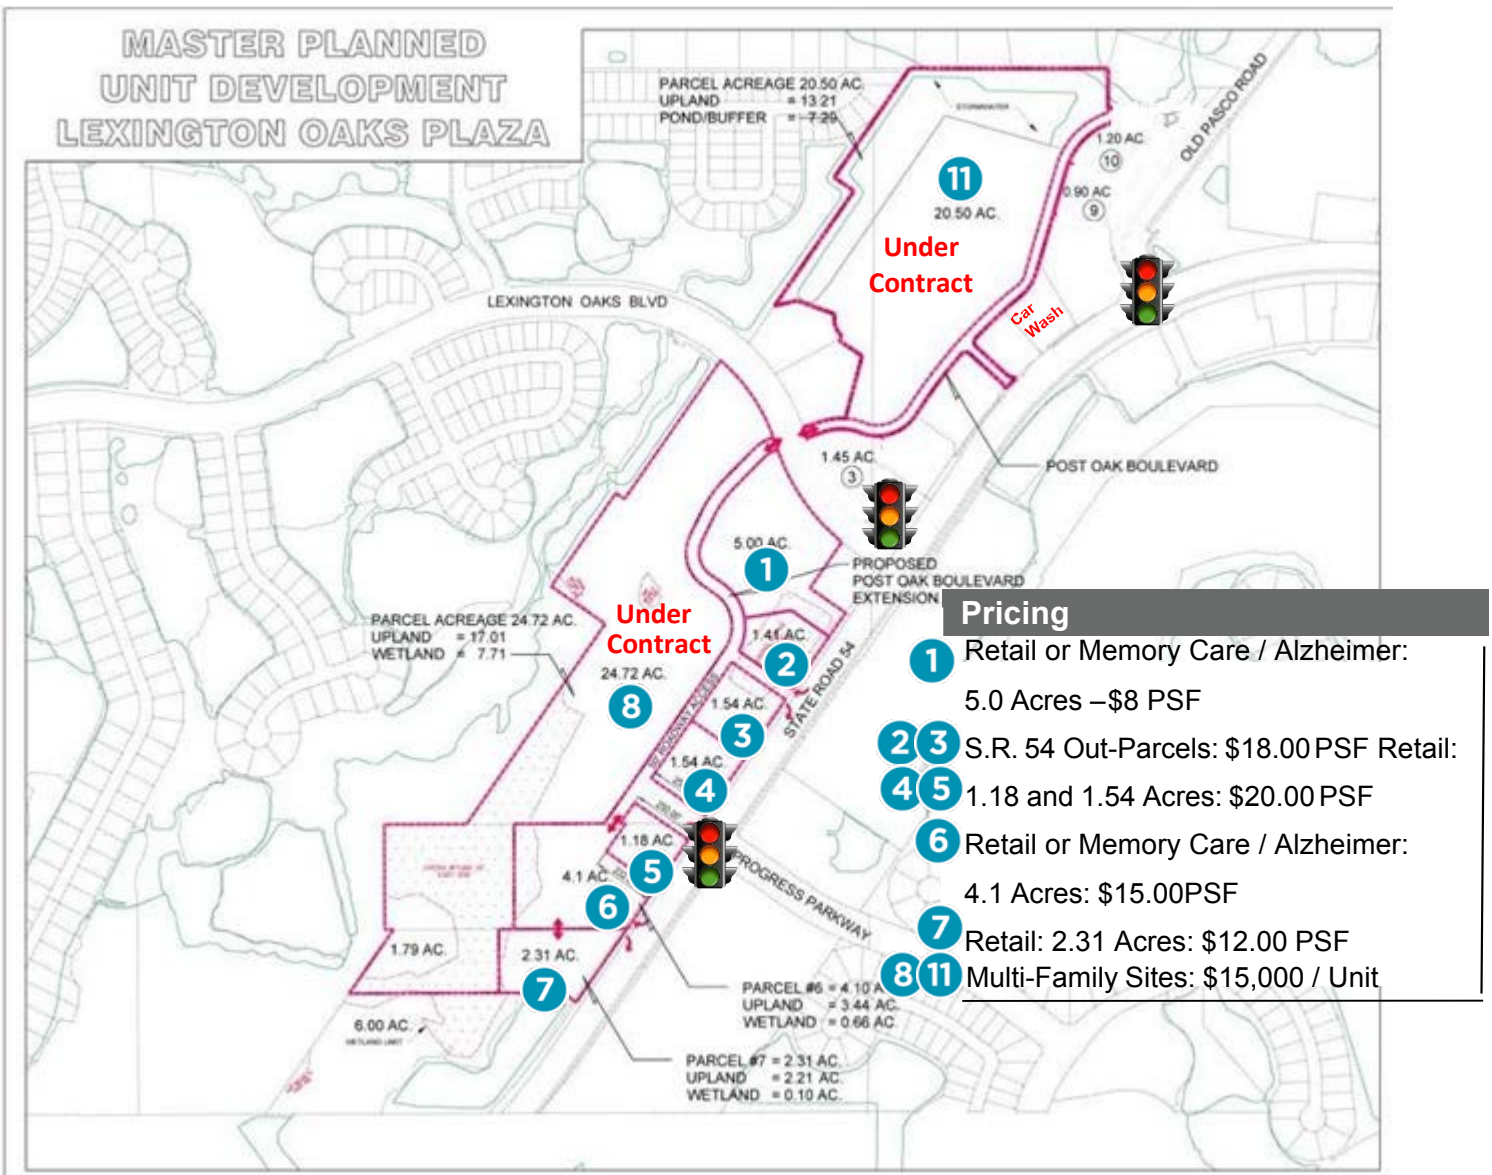 MASTER PLANNED
UNIT DEVELOPMENT
LEXINGTON OAKS PLAZA
PARCEL ACREAGE 20.50 AC.
UPLAND = 13.21
POND/BUFFER = 7.29
STORMWATER
OLD PASCO ROAD
1.20 AC.
10
0.90 AC
9
11
20.50 AC.
Under
Contract
Car
Wash
LEXINGTON OAKS BLVD
1.45 AC.
3
POST OAK BOULEVARD
5.00 AC.
1
PROPOSED
POST OAK BOULEVARD
EXTENSION
PARCEL ACREAGE 24.72 AC.
UPLAND = 17.01
WETLAND = 7.71
Under
Contract
24.72 AC.
8
1.41 AC.
2
STATE ROAD 54
ROADWAY ACCESS
1.54 AC.
3
1.54 AC.
4
1.18 AC.
5
PROGRESS PARKWAY
4.1 AC.
6
1.79 AC.
2.31 AC.
7
6.00 AC.
WETLAND LIMIT
PARCEL #6 = 4.10 A
UPLAND = 3.44 AC.
WETLAND = 0.66 AC.
PARCEL #7 = 2.31 AC.
UPLAND = 2.21 AC.
WETLAND = 0.10 AC.
Pricing
1 Retail or Memory Care / Alzheimer:
5.0 Acres –$8 PSF
2 3 S.R. 54 Out-Parcels: $18.00 PSF Retail:
4 5 1.18 and 1.54 Acres: $20.00 PSF
6 Retail or Memory Care / Alzheimer:
4.1 Acres: $15.00PSF
7 Retail: 2.31 Acres: $12.00 PSF
8 11 Multi-Family Sites: $15,000 / Unit